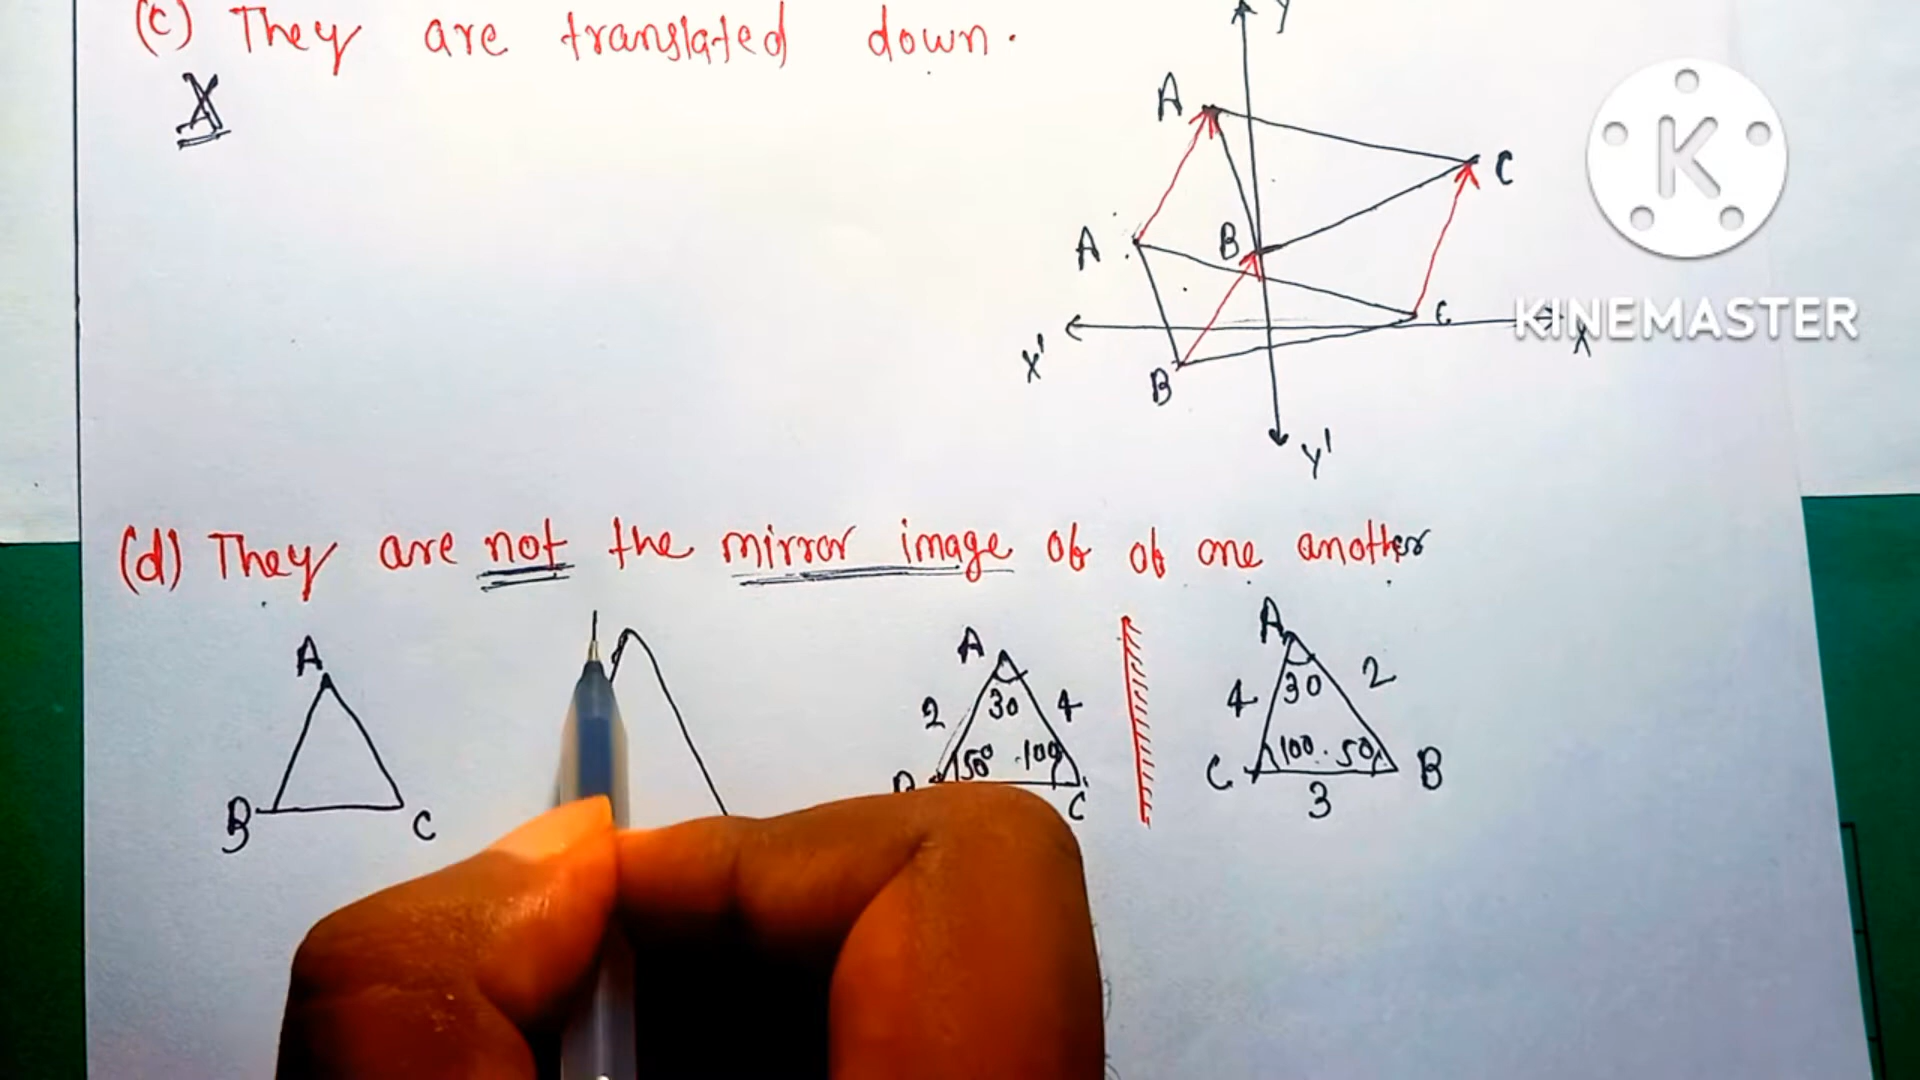 (c) They are translated down.
X
Y
A
C
A
B
C
X'
X
B
Y'
K
KINEMASTER
(d) They are not the mirror image of of one another
A
B
C
A
2
30
4
50°
100
C
A
4
30
2
C
100
50
B
3